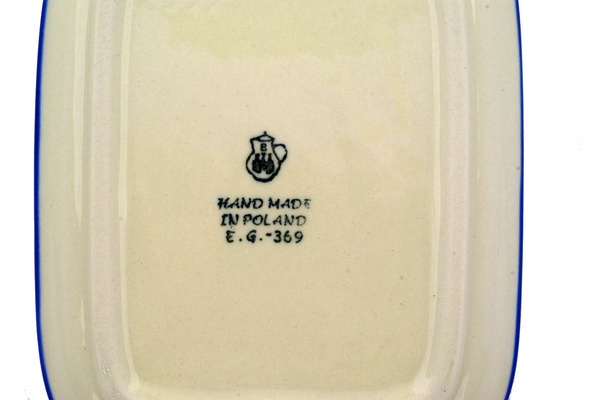 B
HAND MADE
IN POLAND
E.G.-369